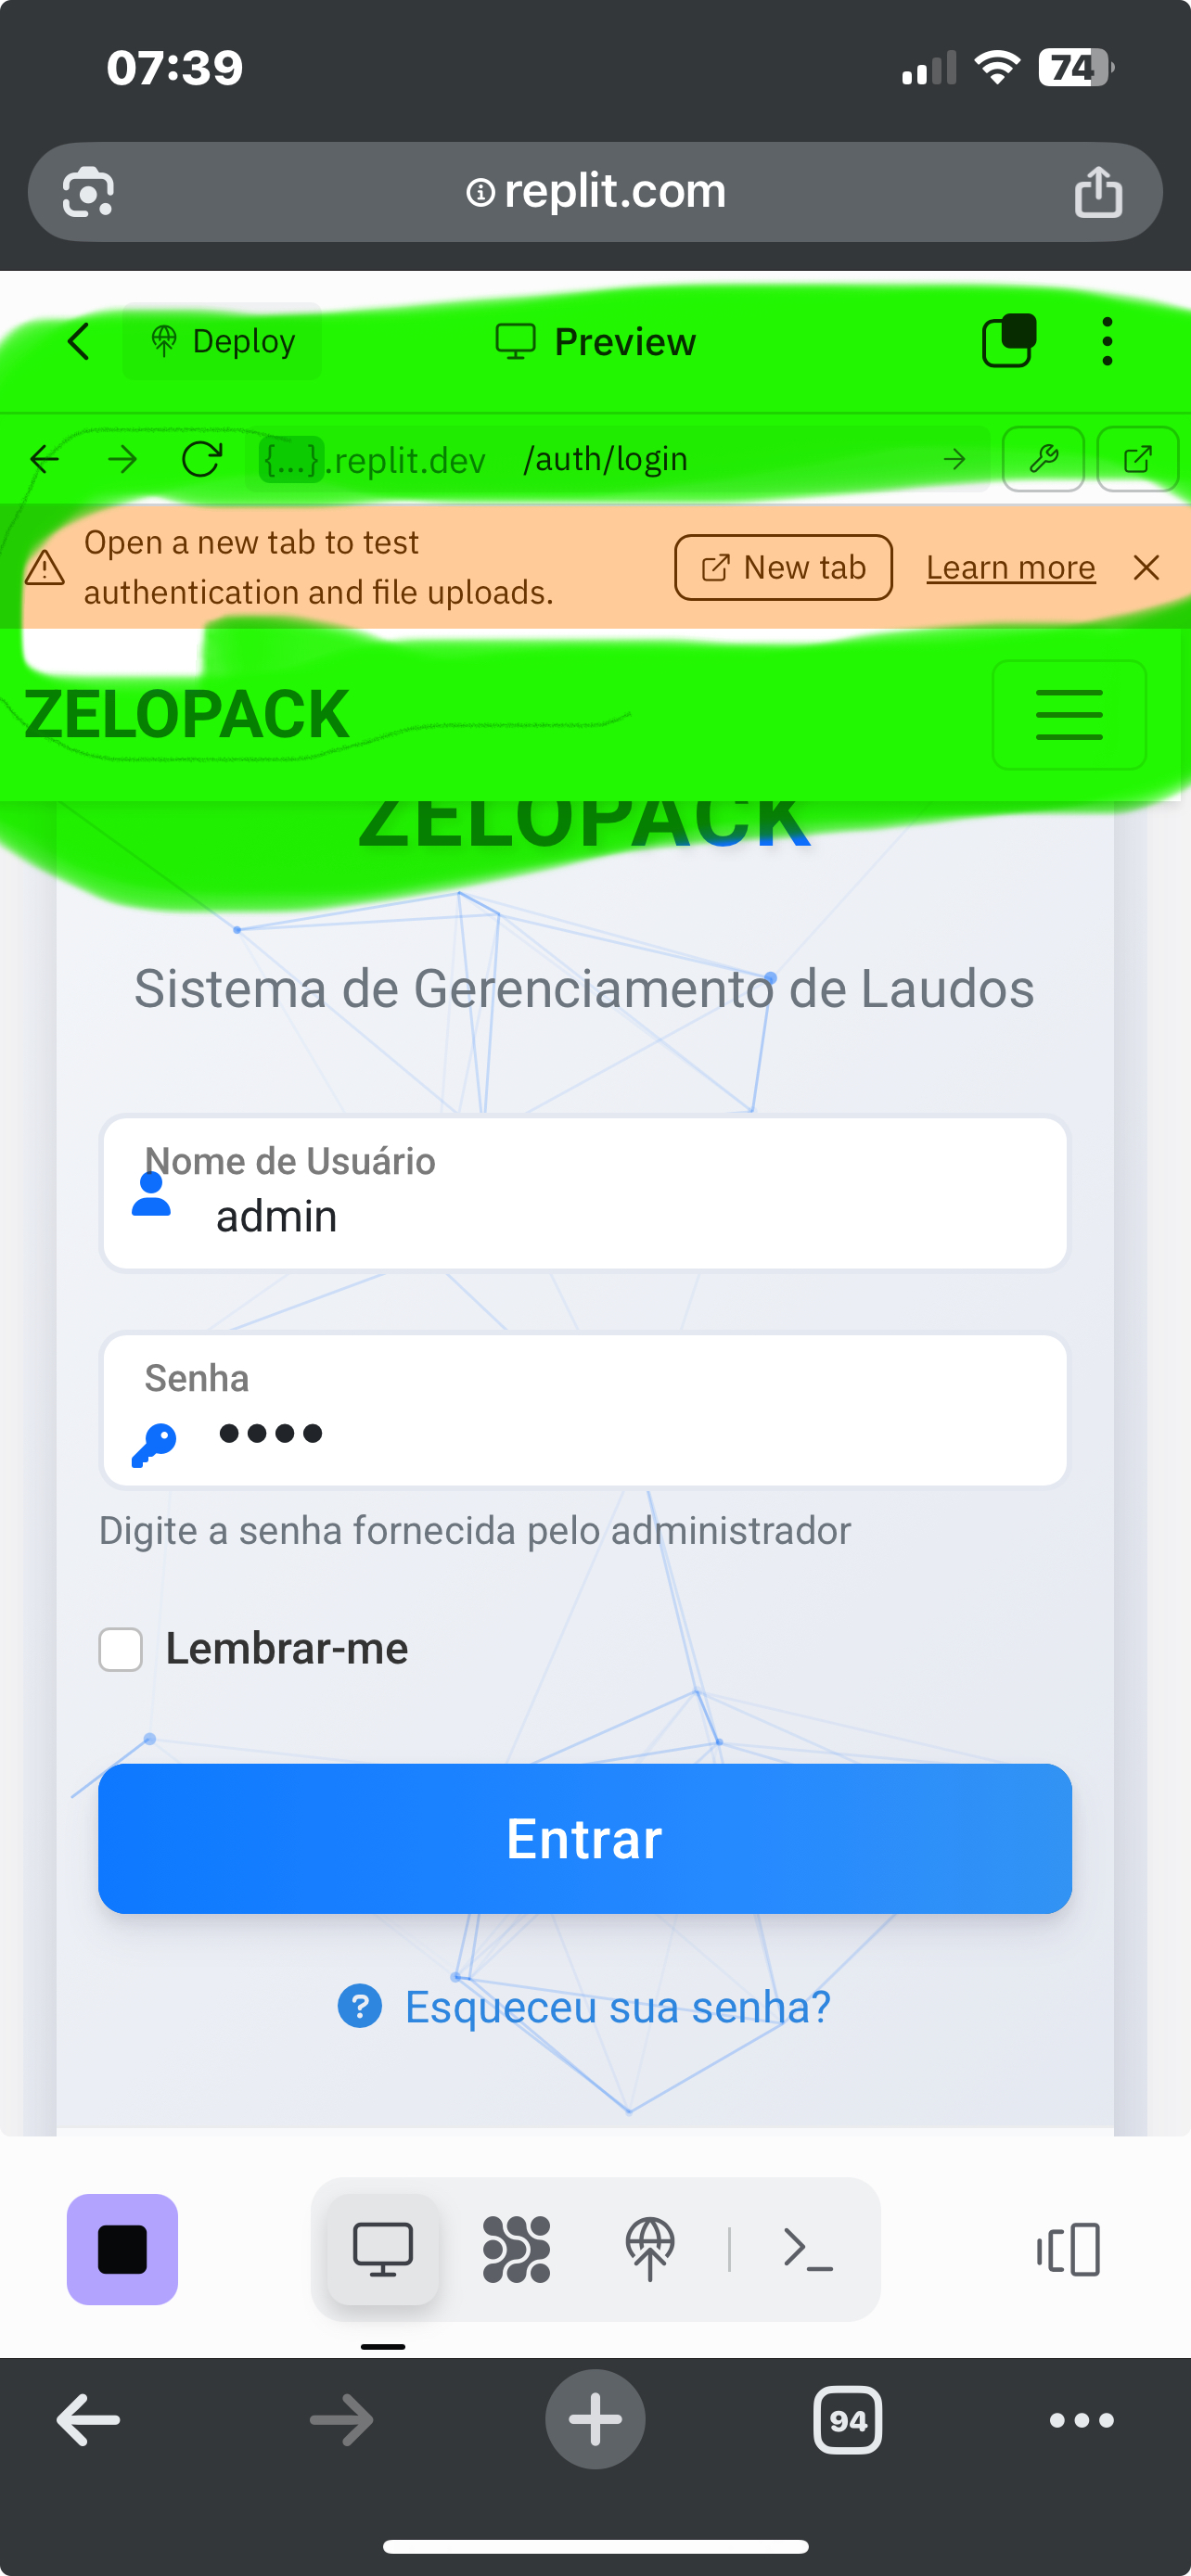 07:39
74
replit.com
Deploy
Preview
{...}.replit.dev /auth/login
Open a new tab to test
authentication and file uploads.
New tab
Learn more
ZELOPACK
ZELOPACK
Sistema de Gerenciamento de Laudos
Nome de Usuário
admin
Senha
Digite a senha fornecida pelo administrador
Lembrar-me
Entrar
? Esqueceu sua senha?
94